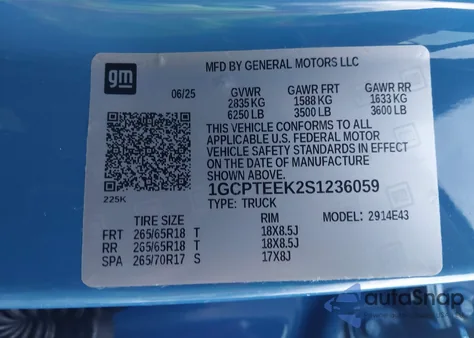 gm
MFD BY GENERAL MOTORS LLC
06/25 GVWR GAWR FRT GAWR RR
2835 KG 1588 KG 1633 KG
6250 LB 3500 LB 3600 LB
THIS VEHICLE CONFORMS TO ALL
APPLICABLE U.S. FEDERAL MOTOR
VEHICLE SAFETY STANDARDS IN EFFECT
ON THE DATE OF MANUFACTURE
SHOWN ABOVE.
1GCPTEEK2S1236059
225K TYPE: TRUCK
TIRE SIZE RIM MODEL: 2914E43
FRT 265/65R18 T 18X8.5J
RR 265/65R18 T 18X8.5J
SPA 265/70R17 S 17X8J
autoSnap